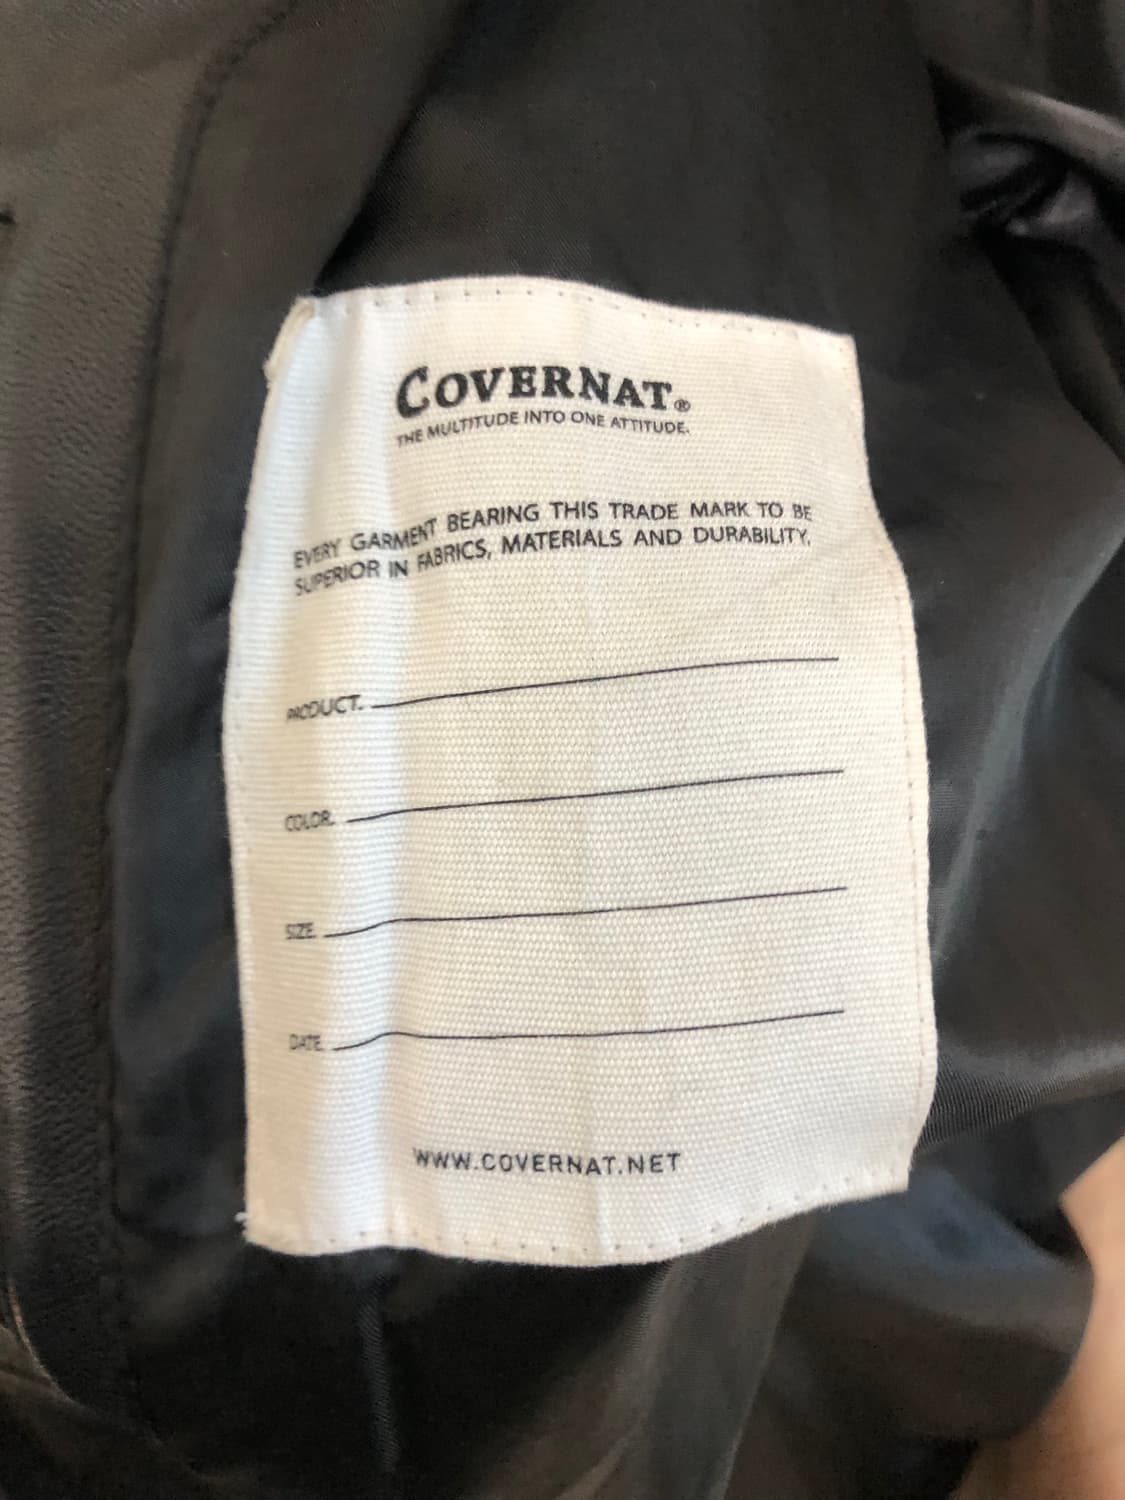 COVERNAT®
THE MULTITUDE INTO ONE ATTITUDE.
EVERY GARMENT BEARING THIS TRADE MARK TO BE
SUPERIOR IN FABRICS, MATERIALS AND DURABILITY.
PRODUCT.
COLOR.
SIZE.
DATE.
WWW.COVERNAT.NET